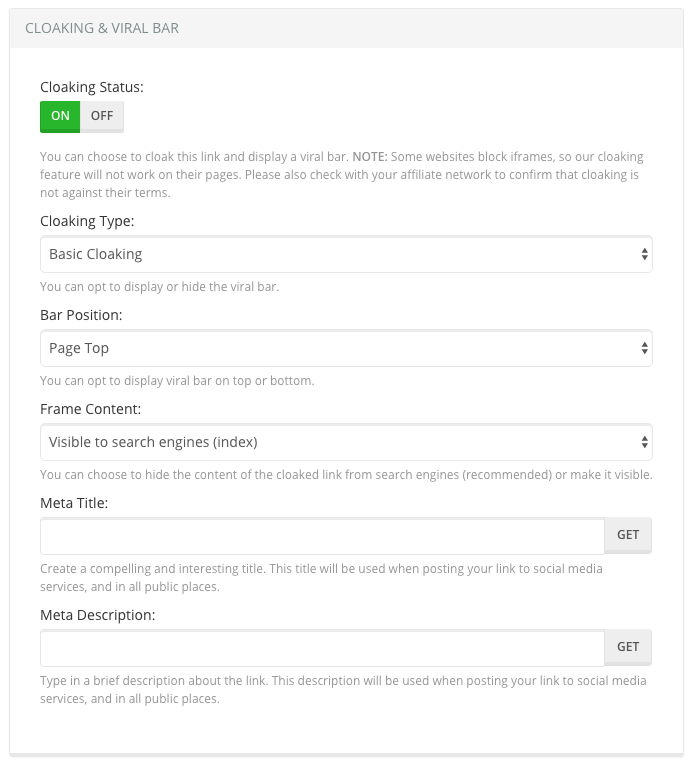 CLOAKING & VIRAL BAR
Cloaking Status:
ON OFF
You can choose to cloak this link and display a viral bar. NOTE: Some websites block iframes, so our cloaking
feature will not work on their pages. Please also check with your affiliate network to confirm that cloaking is
not against their terms.
Cloaking Type:
Basic Cloaking
You can opt to display or hide the viral bar.
Bar Position:
Page Top
You can opt to display viral bar on top or bottom.
Frame Content:
Visible to search engines (index)
You can choose to hide the content of the cloaked link from search engines (recommended) or make it visible.
Meta Title:
GET
Create a compelling and interesting title. This title will be used when posting your link to social media
services, and in all public places.
Meta Description:
GET
Type in a brief description about the link. This description will be used when posting your link to social media
services, and in all public places.